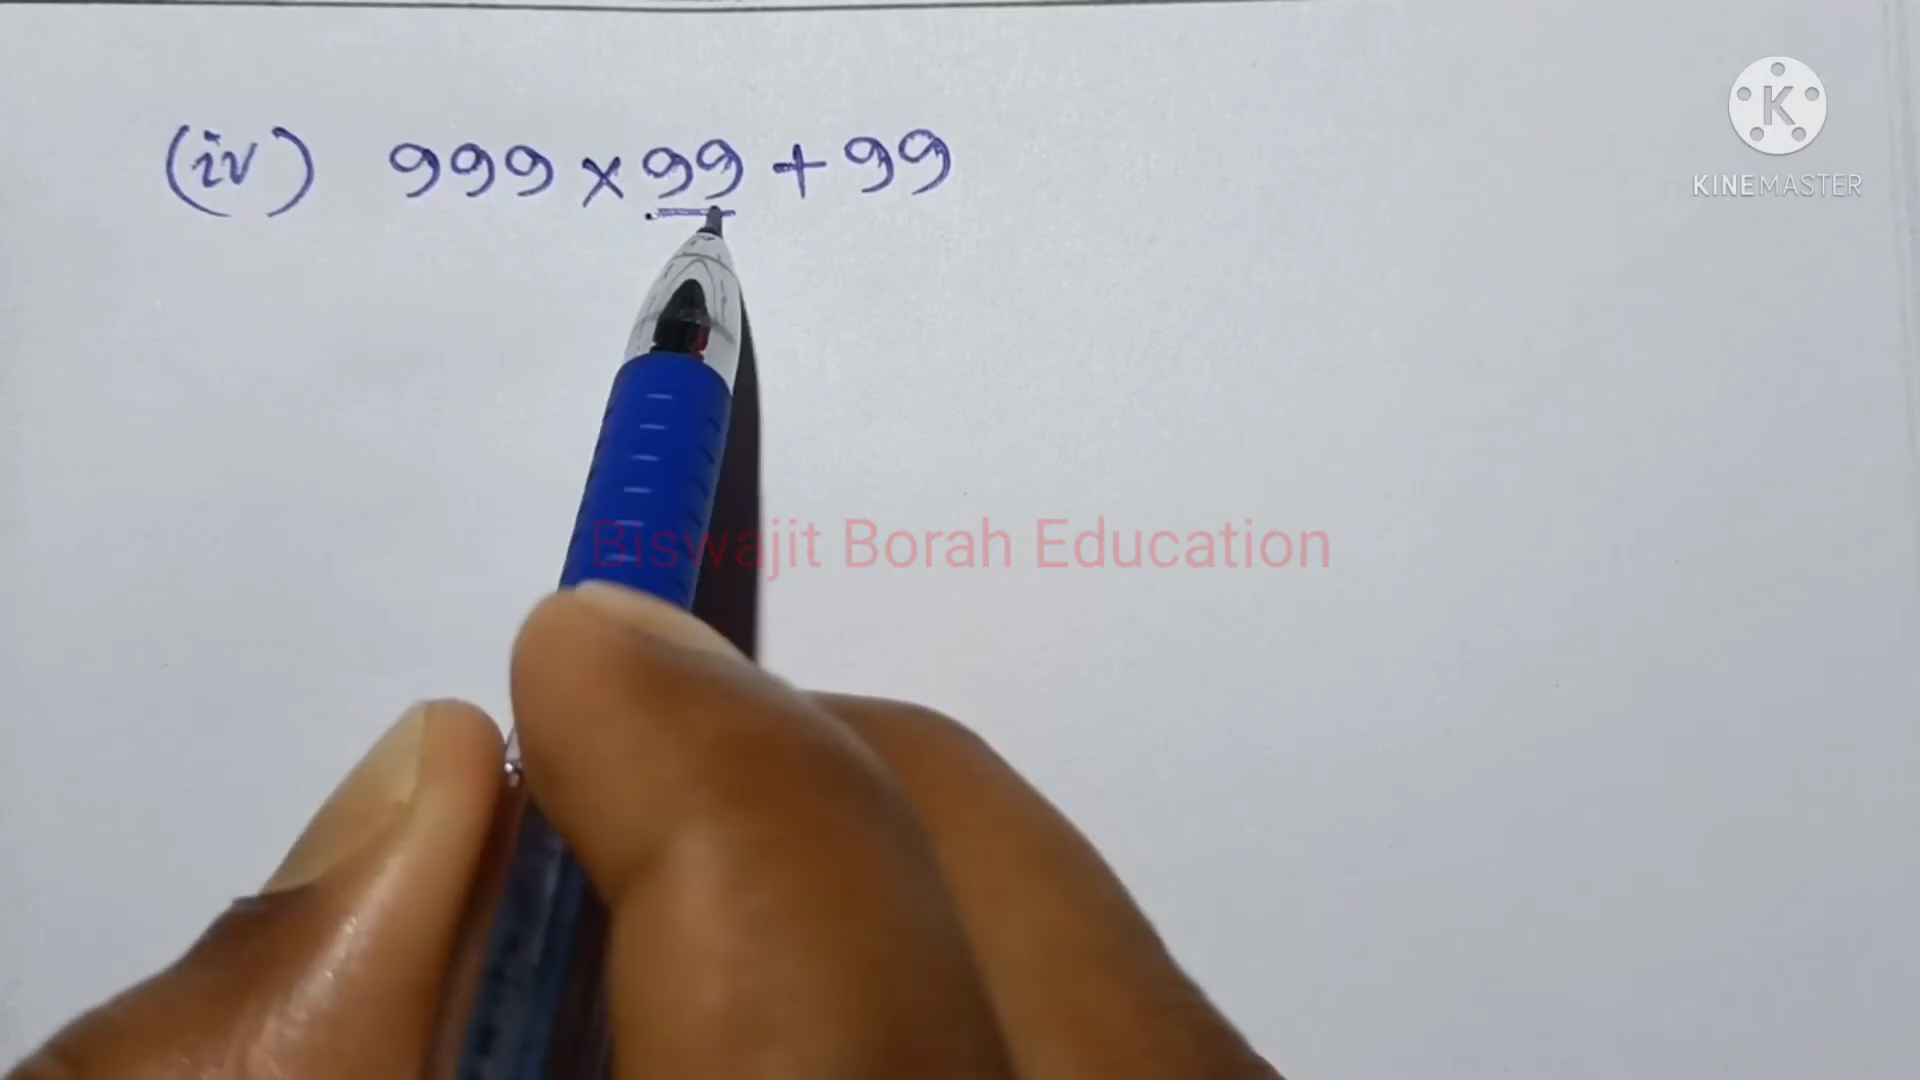 (iv) 999 × 99 + 99
KINEMASTER
Biswajit Borah Education